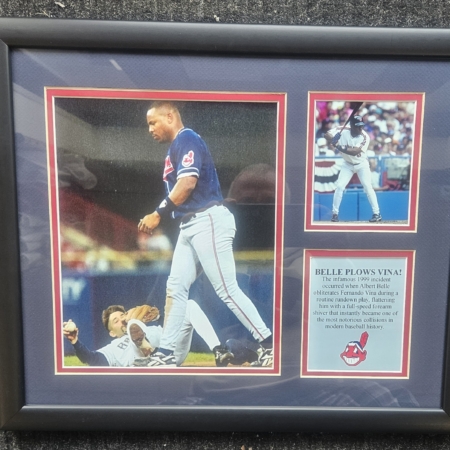 BELLE PLOWS VINA!
The infamous 1999 incident
occurred when Albert Belle
obliterates Fernando Vina during a
routine rundown play, flattening
him with a full-speed forearm
shiver that instantly became one of
the most notorious collisions in
modern baseball history.